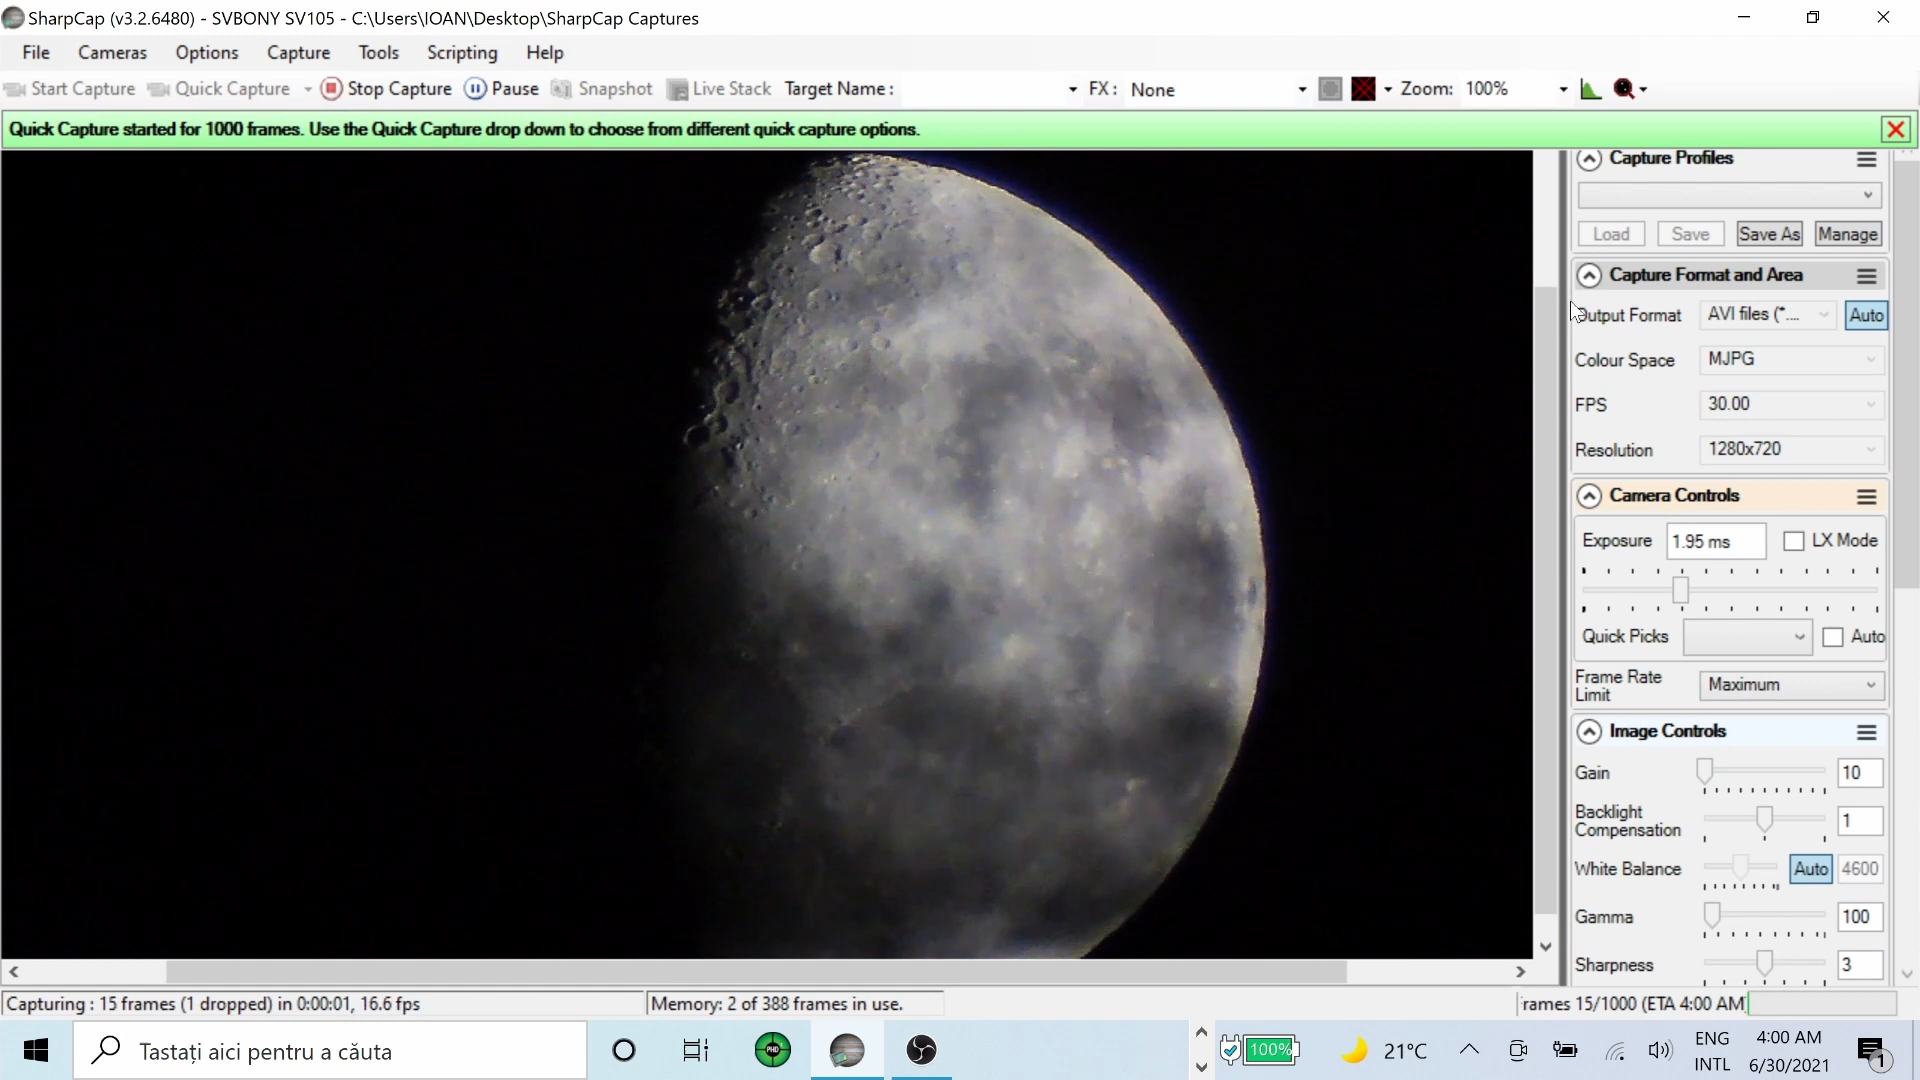 SharpCap (v3.2.6480) - SVBONY SV105 - C:\Users\IOAN\Desktop\SharpCap Captures
File Cameras Options Capture Tools Scripting Help
Start Capture Quick Capture Stop Capture Pause Snapshot Live Stack Target Name : FX : None Zoom: 100%
Quick Capture started for 1000 frames. Use the Quick Capture drop down to choose from different quick capture options.
Capture Profiles
Load Save Save As Manage
Capture Format and Area
Output Format AVI files (*.... Auto
Colour Space MJPG
FPS 30.00
Resolution 1280x720
Camera Controls
Exposure 1.95 ms LX Mode
Quick Picks Auto
Frame Rate
Limit Maximum
Image Controls
Gain 10
Backlight
Compensation 1
White Balance Auto 4600
Gamma 100
Sharpness 3
Capturing : 15 frames (1 dropped) in 0:00:01, 16.6 fps Memory: 2 of 388 frames in use. rames 15/1000 (ETA 4:00 AM
Tastați aici pentru a căuta
PHD
100%
21°C
ENG
INTL
4:00 AM
6/30/2021
1